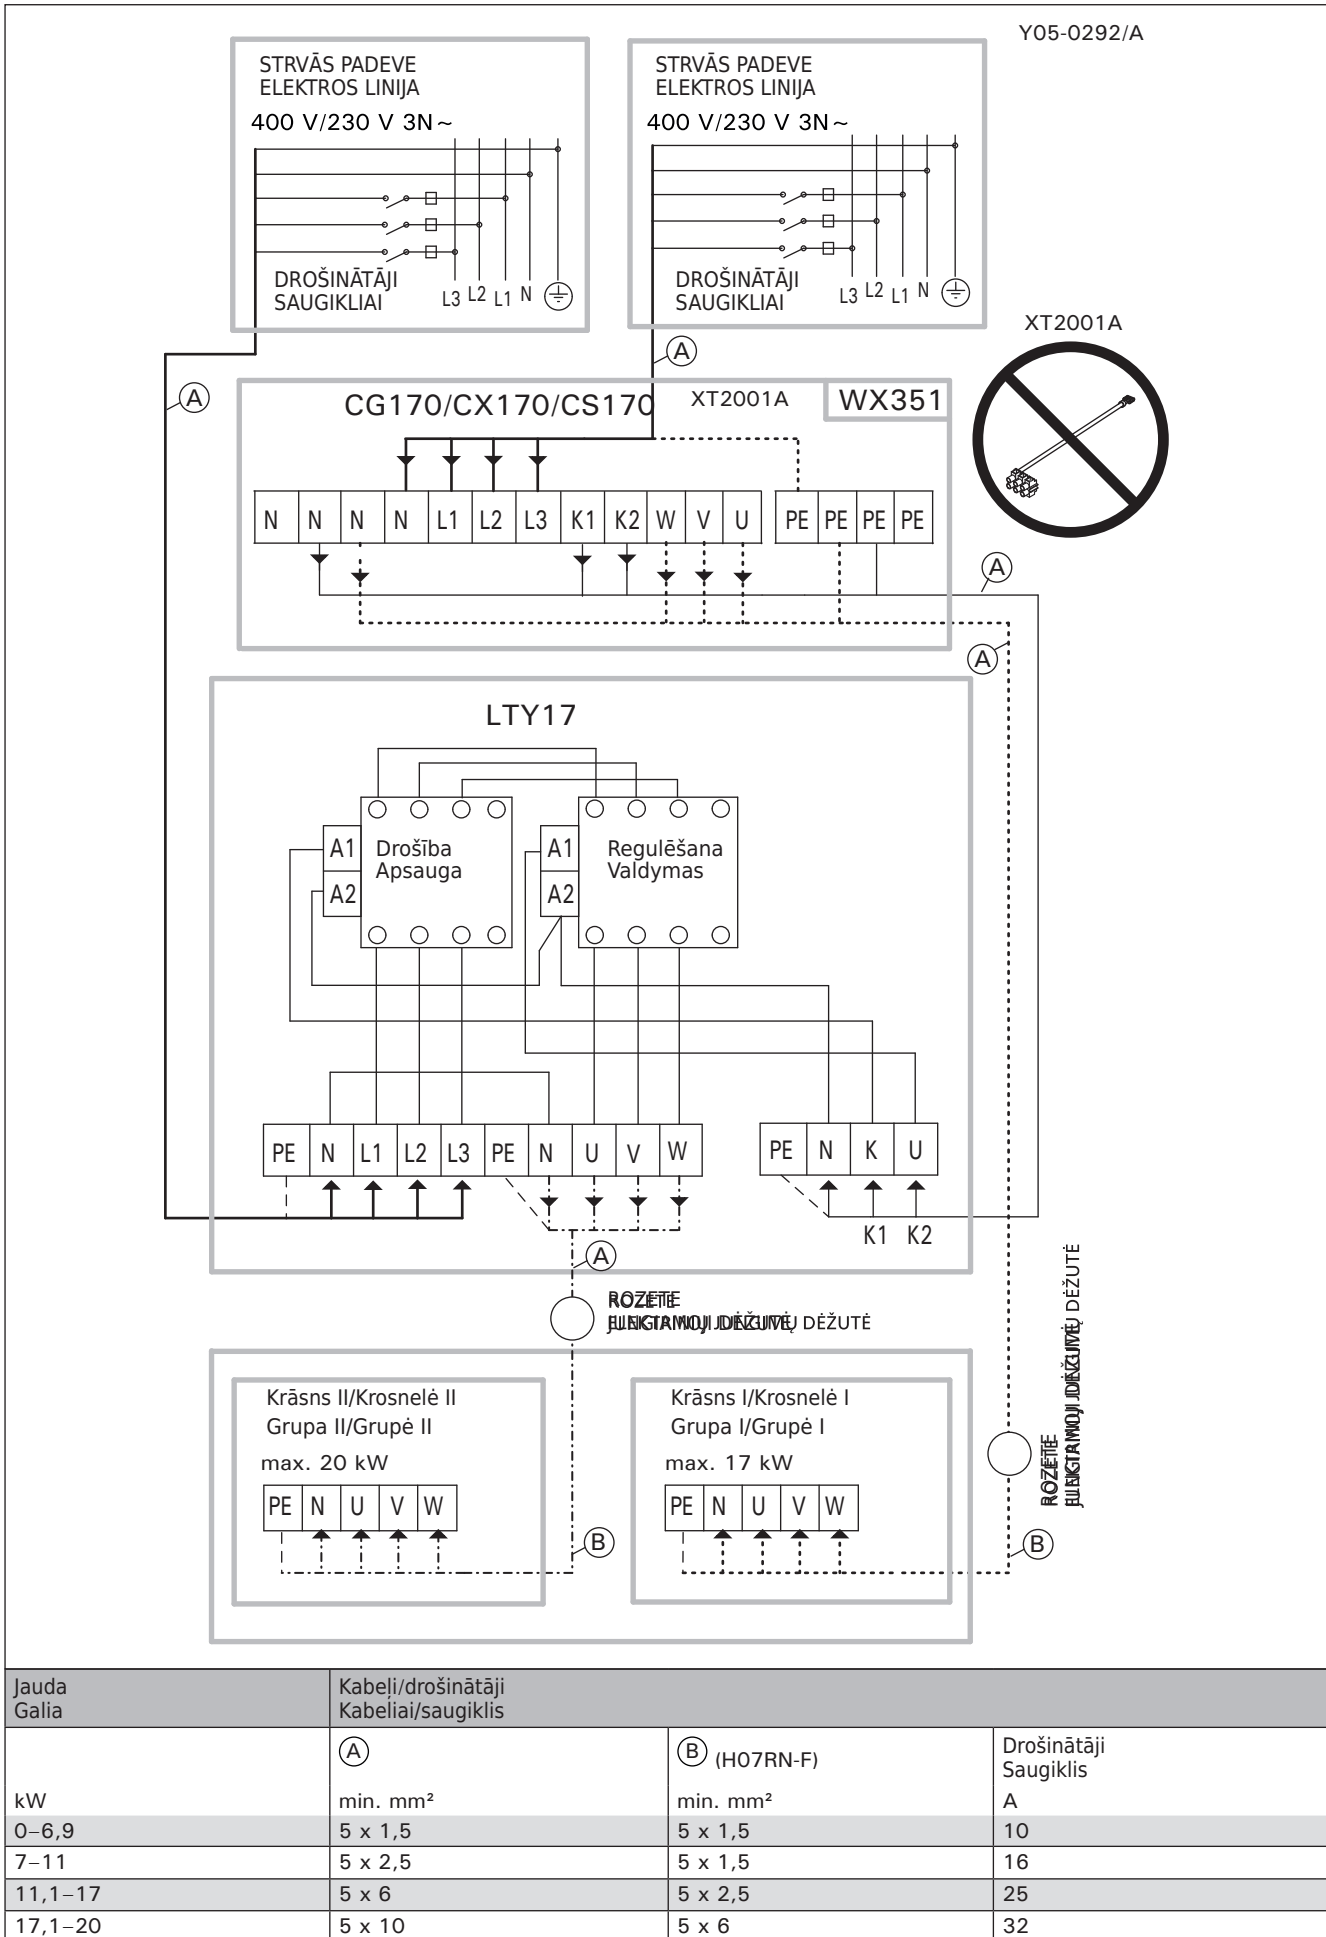 Y05-0292/A
STRVĀS PADEVE
ELEKTROS LINIJA
400 V/230 V 3N~
DROŠINĀTĀJI
SAUGIKLIAI
L3 L2 L1 N
STRVĀS PADEVE
ELEKTROS LINIJA
400 V/230 V 3N~
DROŠINĀTĀJI
SAUGIKLIAI
L3 L2 L1 N
XT2001A
A
A
CG170/CX170/CS170
XT2001A
WX351
N N N N L1 L2 L3 K1 K2 W V U PE PE PE PE
A
A
LTY17
A1
A2
Drošība
Apsauga
A1
A2
Regulēšana
Valdymas
PE N L1 L2 L3 PE N U V W
PE N K U
K1 K2
A
ROZETE
DĖŽUTĖ
ROZETE
DĖŽUTĖ
Krāsns II/Krosnelė II
Grupa II/Grupė II
max. 20 kW
PE N U V W
B
Krāsns I/Krosnelė I
Grupa I/Grupė I
max. 17 kW
PE N U V W
B
Jauda
Galia
Kabeļi/drošinātāji
Kabeliai/saugiklis
A
B (H07RN-F)
Drošinātāji
Saugiklis
kW min. mm² min. mm² A
0–6,9 5 x 1,5 5 x 1,5 10
7–11 5 x 2,5 5 x 1,5 16
11,1–17 5 x 6 5 x 2,5 25
17,1–20 5 x 10 5 x 6 32